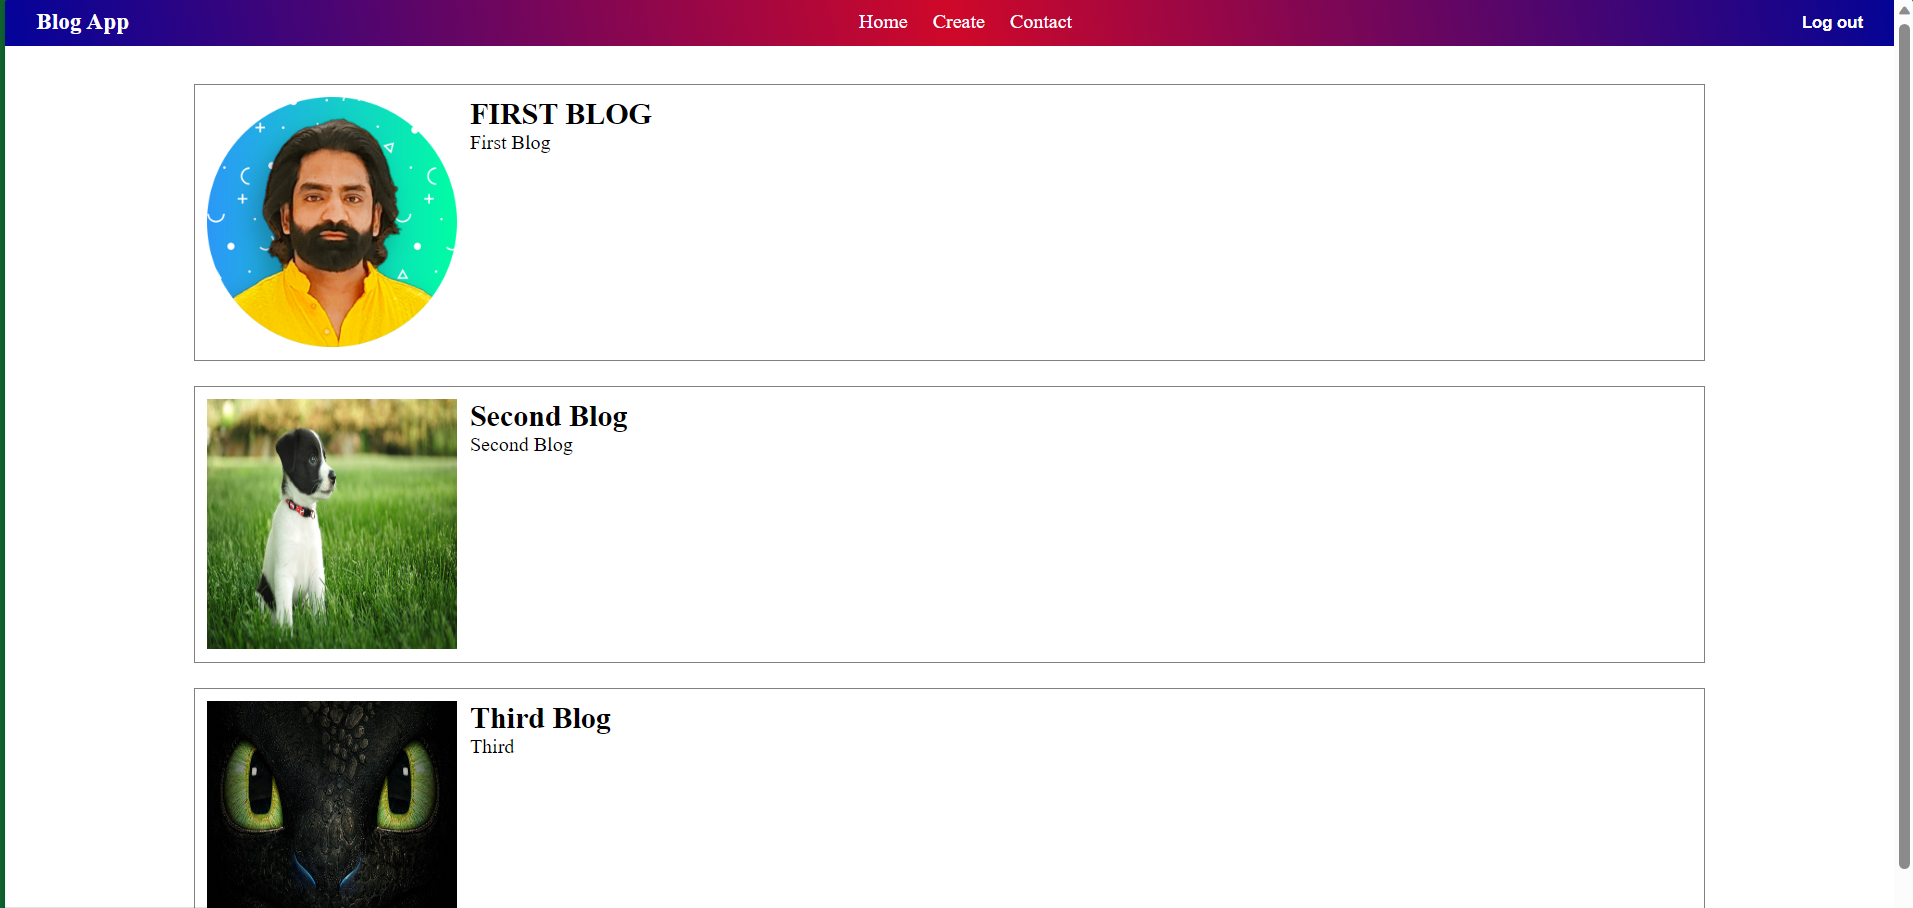 Blog App
Home Create Contact
Log out
FIRST BLOG
First Blog
Second Blog
Second Blog
Third Blog
Third